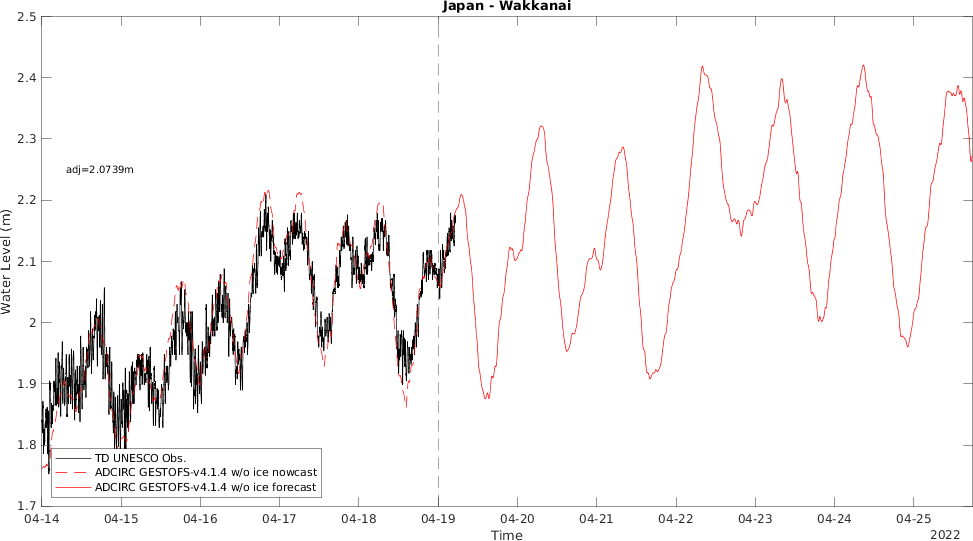 Japan - Wakkanai
2.5
2.4
2.3
2.2
2.1
2
1.9
1.8
1.7
Water Level (m)
adj=2.0739m
TD UNESCO Obs.
ADCIRC GESTOFS-v4.1.4 w/o ice nowcast
ADCIRC GESTOFS-v4.1.4 w/o ice forecast
04-14 04-15 04-16 04-17 04-18 04-19 04-20 04-21 04-22 04-23 04-24 04-25
Time
2022